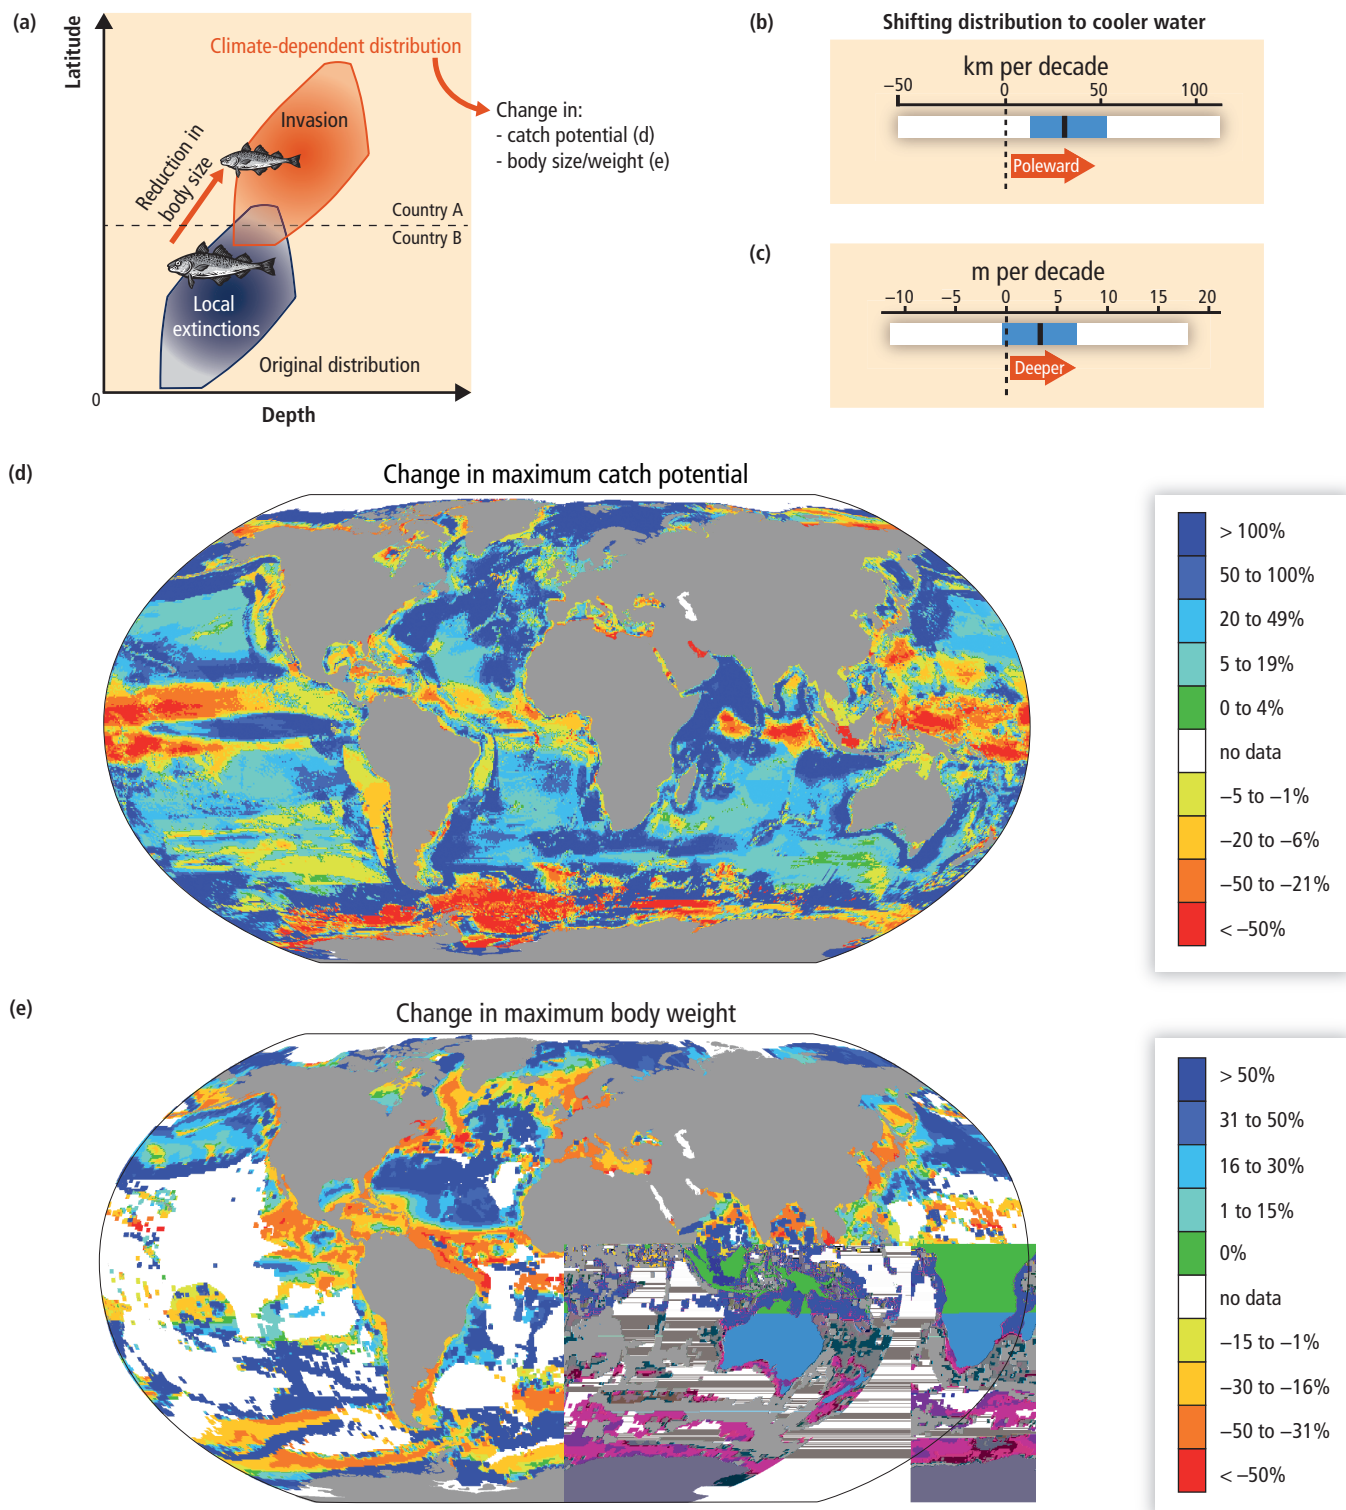 (a)
Latitude
Climate-dependent distribution
Invasion
Reduction in
body size
Change in:
- catch potential (d)
- body size/weight (e)
Country A
Country B
Local
extinctions
Original distribution
0
Depth
(b)
Shifting distribution to cooler water
km per decade
–50 0 50 100
Poleward
(c)
m per decade
–10 –5 0 5 10 15 20
Deeper
(d)
Change in maximum catch potential
> 100%
50 to 100%
20 to 49%
5 to 19%
0 to 4%
no data
–5 to –1%
–20 to –6%
–50 to –21%
< –50%
(e)
Change in maximum body weight
> 50%
31 to 50%
16 to 30%
1 to 15%
0%
no data
–15 to –1%
–30 to –16%
–50 to –31%
< –50%